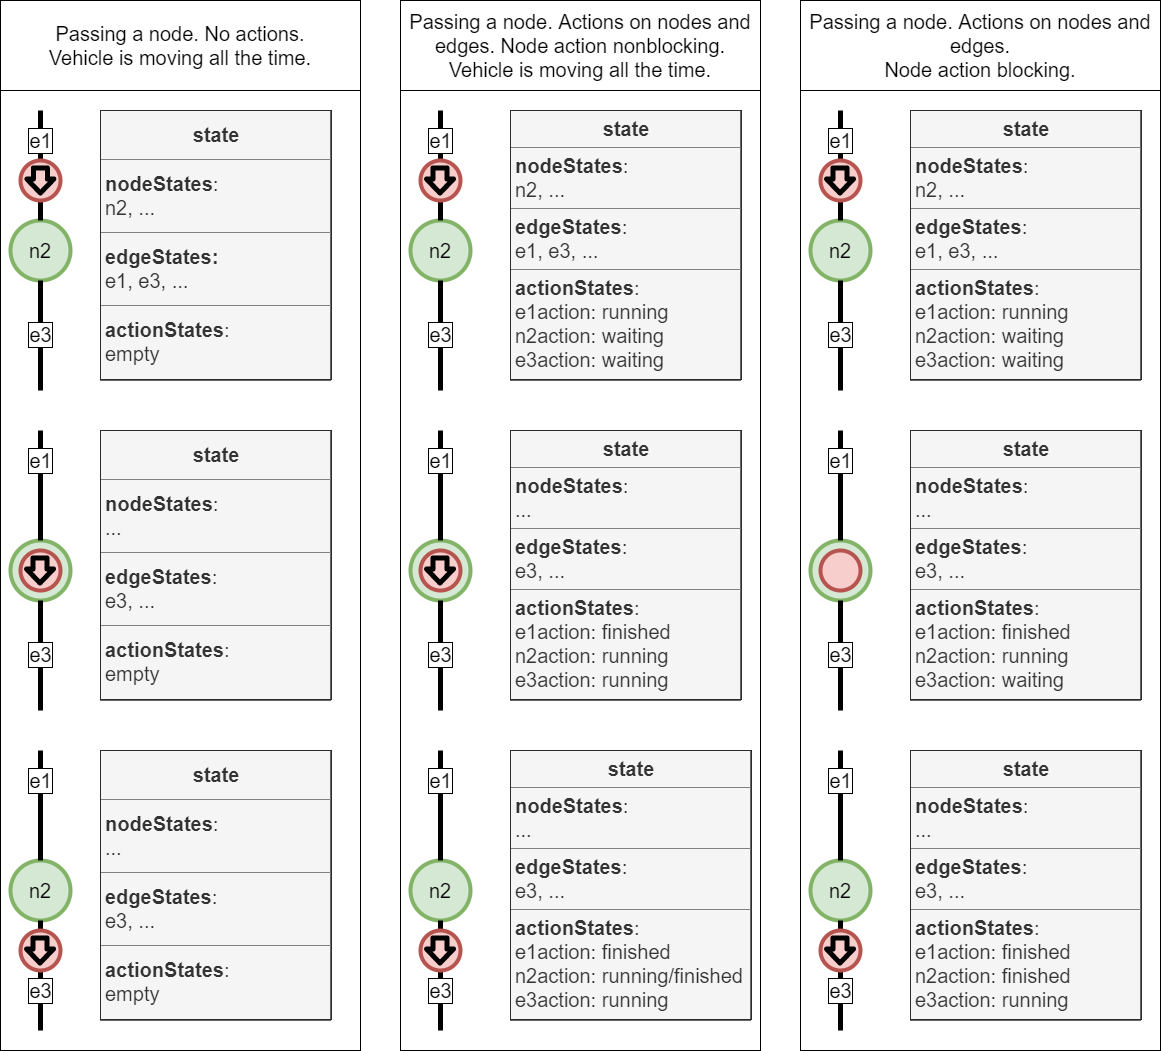 Passing a node. No actions.
Vehicle is moving all the time.
e1
n2
e3
state
nodeStates:
n2, ...
edgeStates:
e1, e3, ...
actionStates:
empty
e1
e3
state
nodeStates:
...
edgeStates:
e3, ...
actionStates:
empty
e1
n2
e3
state
nodeStates:
...
edgeStates:
e3, ...
actionStates:
empty
Passing a node. Actions on nodes and
edges. Node action nonblocking.
Vehicle is moving all the time.
e1
n2
e3
state
nodeStates:
n2, ...
edgeStates:
e1, e3, ...
actionStates:
e1action: running
n2action: waiting
e3action: waiting
e1
e3
state
nodeStates:
...
edgeStates:
e3, ...
actionStates:
e1action: finished
n2action: running
e3action: running
e1
n2
e3
state
nodeStates:
...
edgeStates:
e3, ...
actionStates:
e1action: finished
n2action: running/finished
e3action: running
Passing a node. Actions on nodes and
edges.
Node action blocking.
e1
n2
e3
state
nodeStates:
n2, ...
edgeStates:
e1, e3, ...
actionStates:
e1action: running
n2action: waiting
e3action: waiting
e1
e3
state
nodeStates:
...
edgeStates:
e3, ...
actionStates:
e1action: finished
n2action: running
e3action: waiting
e1
n2
e3
state
nodeStates:
...
edgeStates:
e3, ...
actionStates:
e1action: finished
n2action: finished
e3action: running